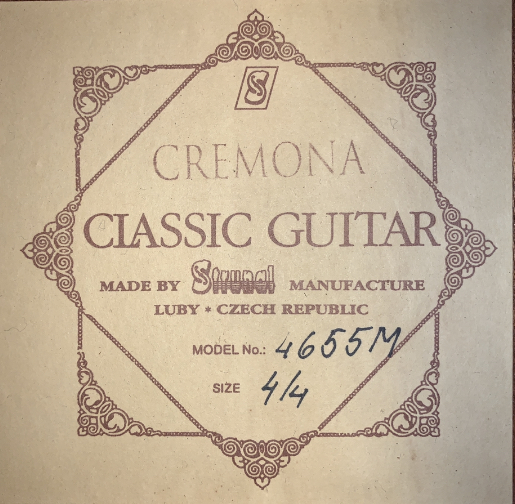 S
CREMONA
CLASSIC GUITAR
MADE BY Strunal MANUFACTURE
LUBY * CZECH REPUBLIC
MODEL No.: 4655M
SIZE 4/4